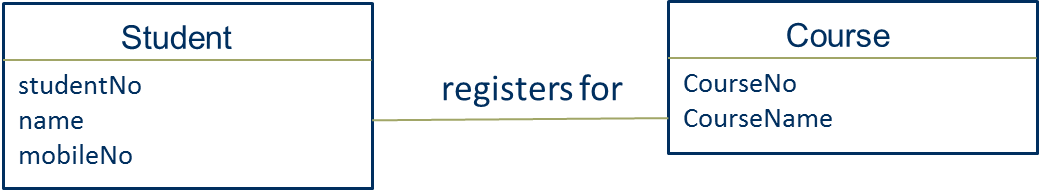 Student
studentNo
name
mobileNo
registers for
Course
CourseNo
CourseName